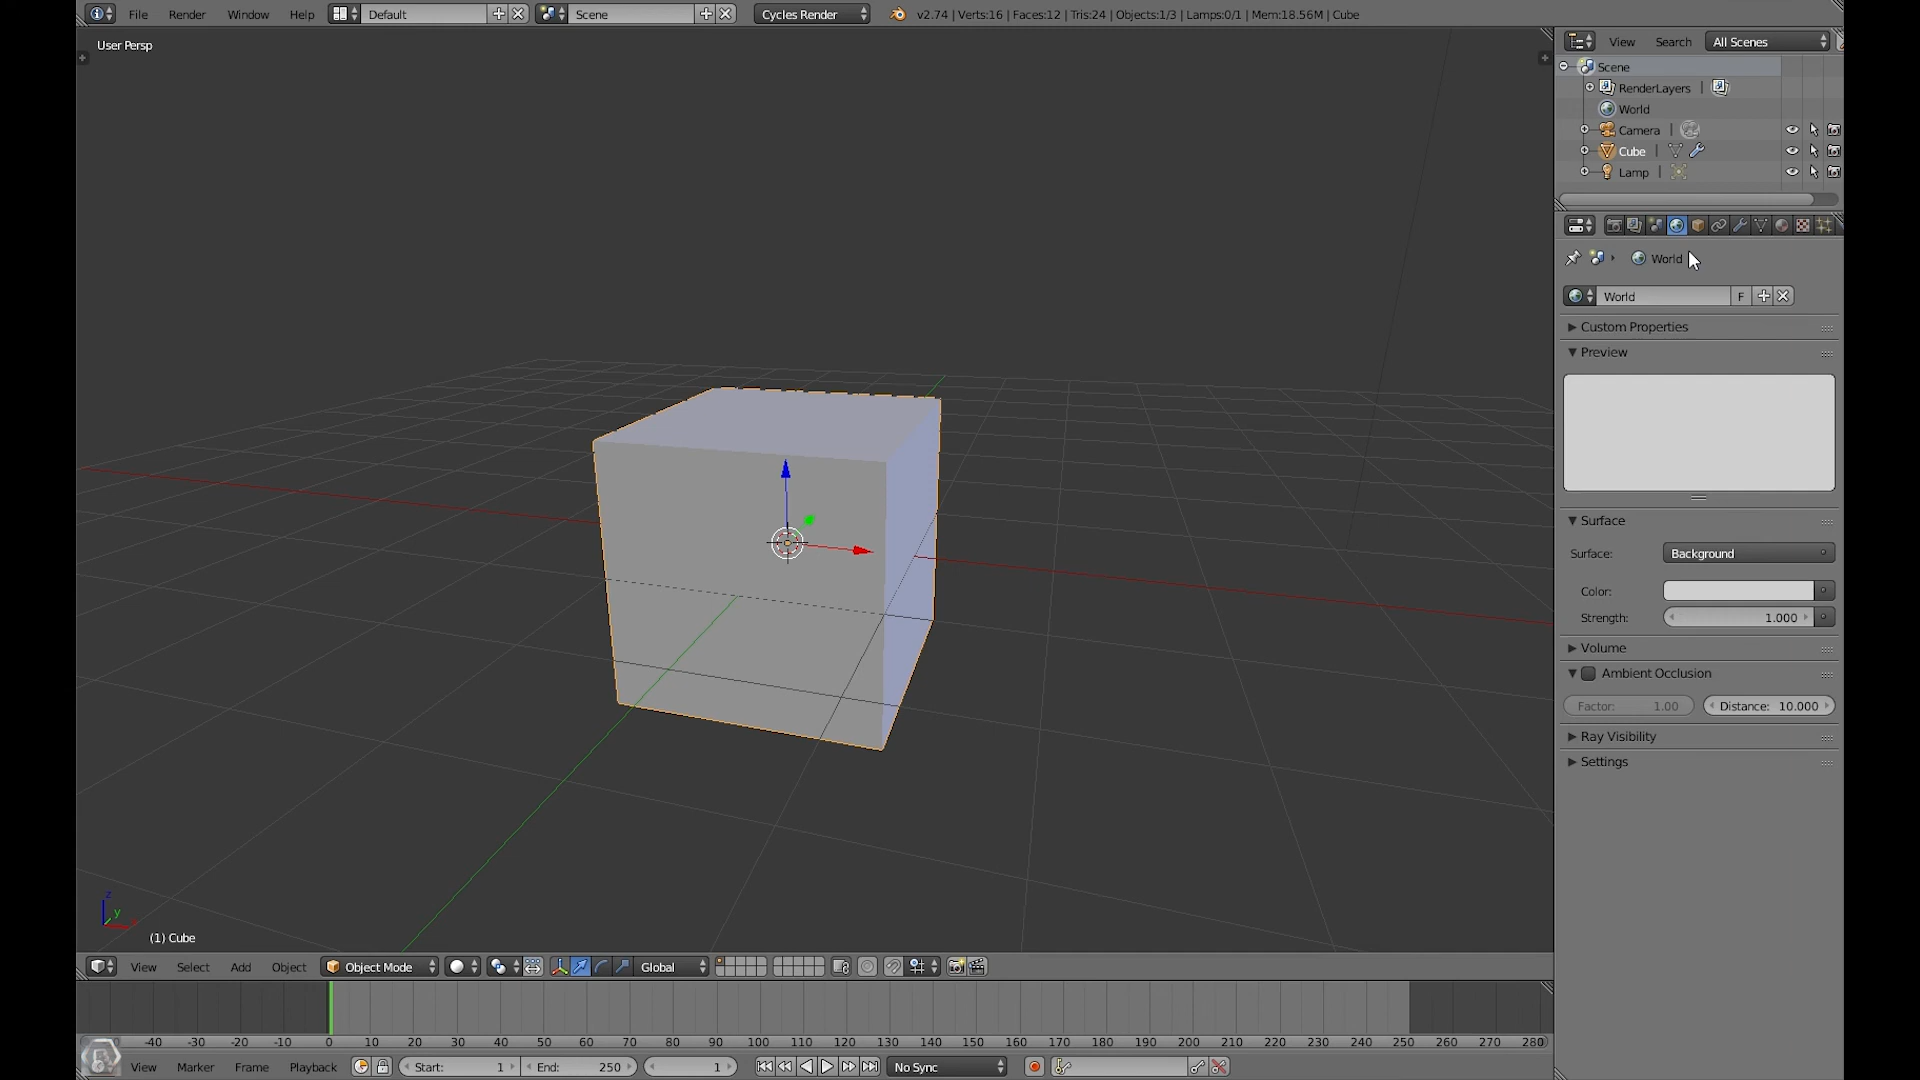 File Render Window Help Default Scene Cycles Render v2.74 | Verts:16 | Faces:12 | Tris:24 | Objects:1/3 | Lamps:0/1 | Mem:18.56M | Cube
User Persp
View Search All Scenes
Scene
RenderLayers |
World
Camera |
Cube |
Lamp |
World
World F
Custom Properties
Preview
Surface
Surface: Background
Color:
Strength: 1.000
Volume
Ambient Occlusion
Factor: 1.00 Distance: 10.000
Ray Visibility
Settings
z
y
(1) Cube
View Select Add Object Object Mode Global
-40 -30 -20 -10 0 10 20 30 40 50 60 70 80 90 100 110 120 130 140 150 160 170 180 190 200 210 220 230 240 250 260 270 280
View Marker Frame Playback Start: 1 End: 250 1 No Sync